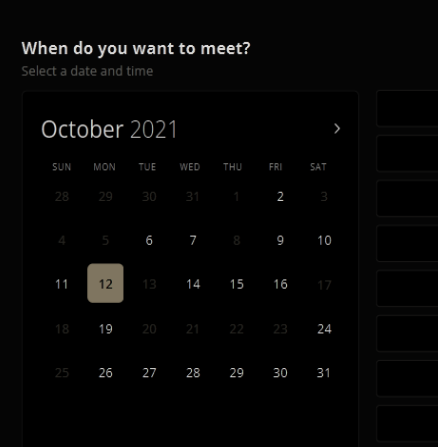 When do you want to meet?
Select a date and time
October 2021 >
SUN MON TUE WED THU FRI SAT
28 29 30 31 1 2 3
4 5 6 7 8 9 10
11 12 13 14 15 16 17
18 19 20 21 22 23 24
25 26 27 28 29 30 31